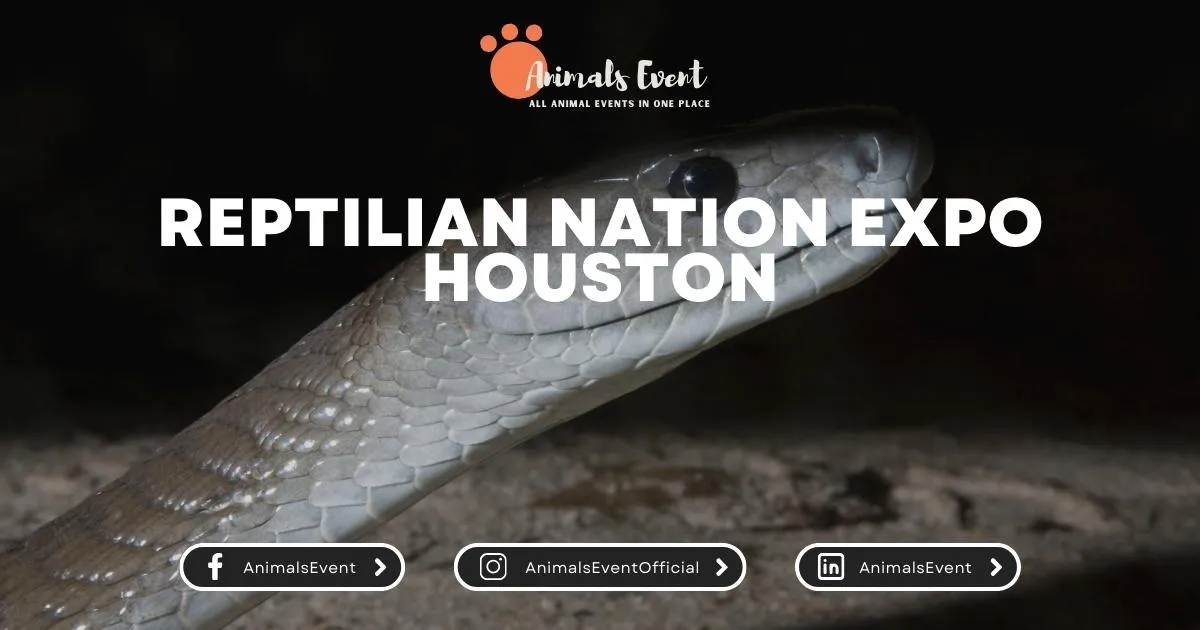 Animals Event
ALL ANIMAL EVENTS IN ONE PLACE
REPTILIAN NATION EXPO
HOUSTON
AnimalsEvent
AnimalsEventOfficial
AnimalsEvent